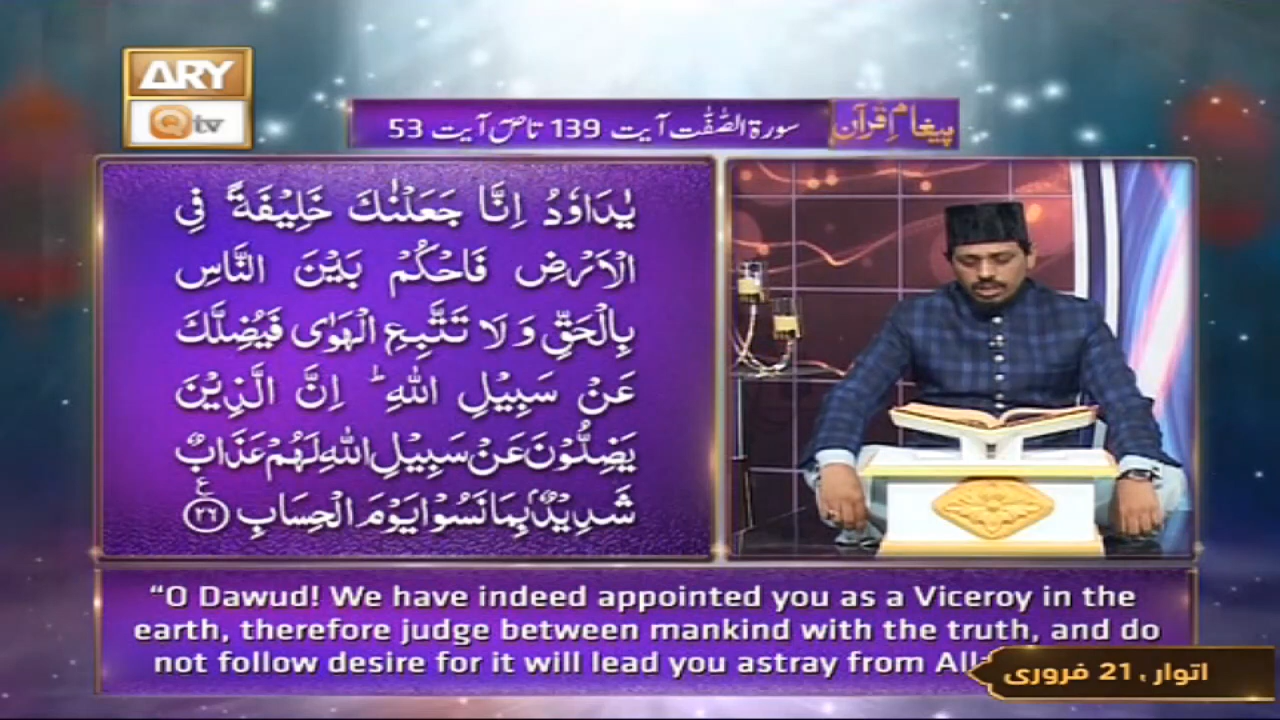 ARY
Qtv
پیغامِ قرآن
سورۃ الصّٰٓفّٰت آیت 139 تا صٓ آیت 53
یٰدَاوٗدُ اِنَّا جَعَلْنٰكَ خَلِیْفَةً فِی
الْاَرْضِ فَاحْكُمْ بَیْنَ النَّاسِ
بِالْحَقِّ وَ لَا تَتَّبِعِ الْهَوٰی فَیُضِلَّكَ
عَنْ سَبِیْلِ اللّٰهِ ؕ اِنَّ الَّذِیْنَ
یَضِلُّوْنَ عَنْ سَبِیْلِ اللّٰهِ لَهُمْ عَذَابٌ
شَدِیْدٌۢ بِمَا نَسُوْا یَوْمَ الْحِسَابِ ۠﴿۲۶﴾
“O Dawud! We have indeed appointed you as a Viceroy in the
earth, therefore judge between mankind with the truth, and do
not follow desire for it will lead you astray from
اتوار، 21 فروری